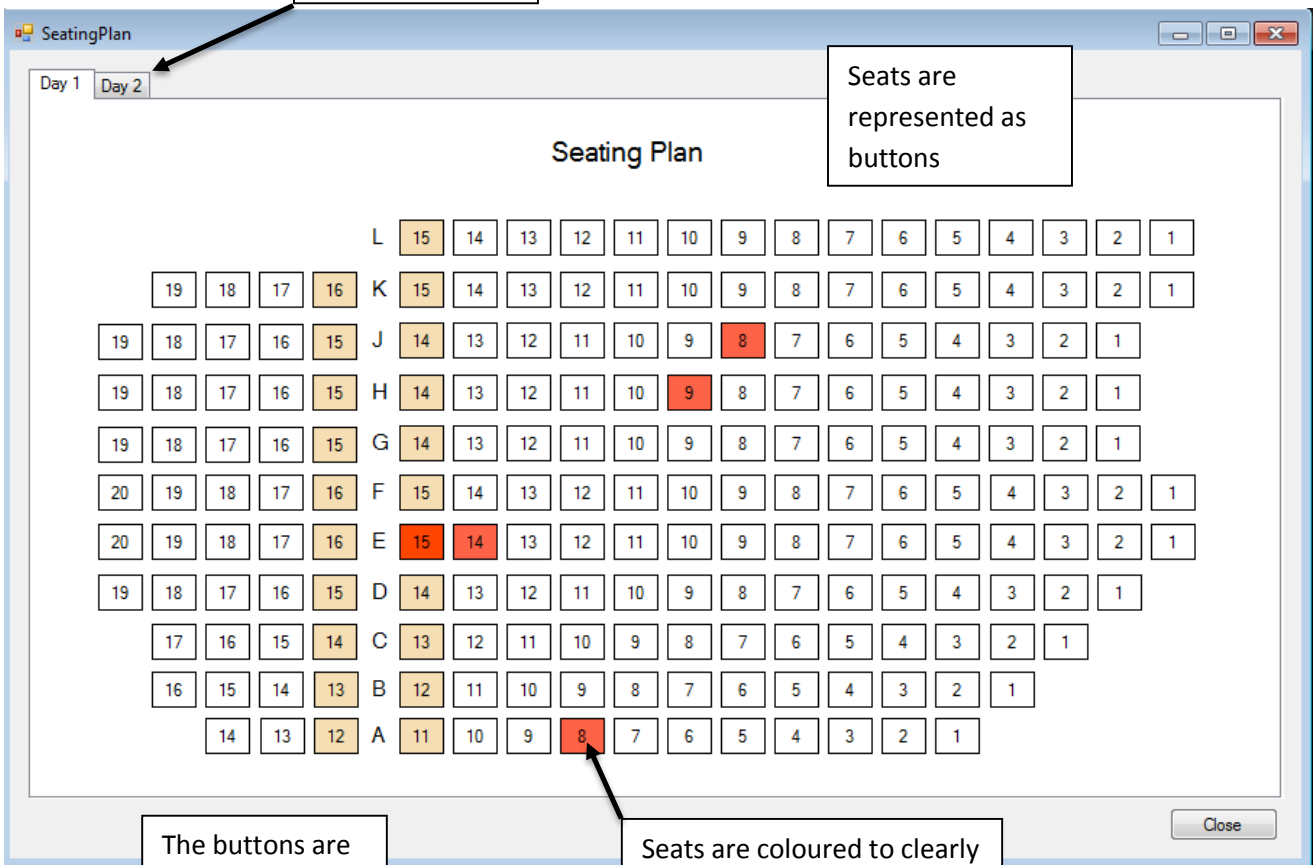 SeatingPlan
Day 1 Day 2
Seats are
represented as
buttons
Seating Plan
L 15 14 13 12 11 10 9 8 7 6 5 4 3 2 1
19 18 17 16 K 15 14 13 12 11 10 9 8 7 6 5 4 3 2 1
19 18 17 16 15 J 14 13 12 11 10 9 8 7 6 5 4 3 2 1
19 18 17 16 15 H 14 13 12 11 10 9 8 7 6 5 4 3 2 1
19 18 17 16 15 G 14 13 12 11 10 9 8 7 6 5 4 3 2 1
20 19 18 17 16 F 15 14 13 12 11 10 9 8 7 6 5 4 3 2 1
20 19 18 17 16 E 15 14 13 12 11 10 9 8 7 6 5 4 3 2 1
19 18 17 16 15 D 14 13 12 11 10 9 8 7 6 5 4 3 2 1
17 16 15 14 C 13 12 11 10 9 8 7 6 5 4 3 2 1
16 15 14 13 B 12 11 10 9 8 7 6 5 4 3 2 1
14 13 12 A 11 10 9 8 7 6 5 4 3 2 1
Close
The buttons are
Seats are coloured to clearly